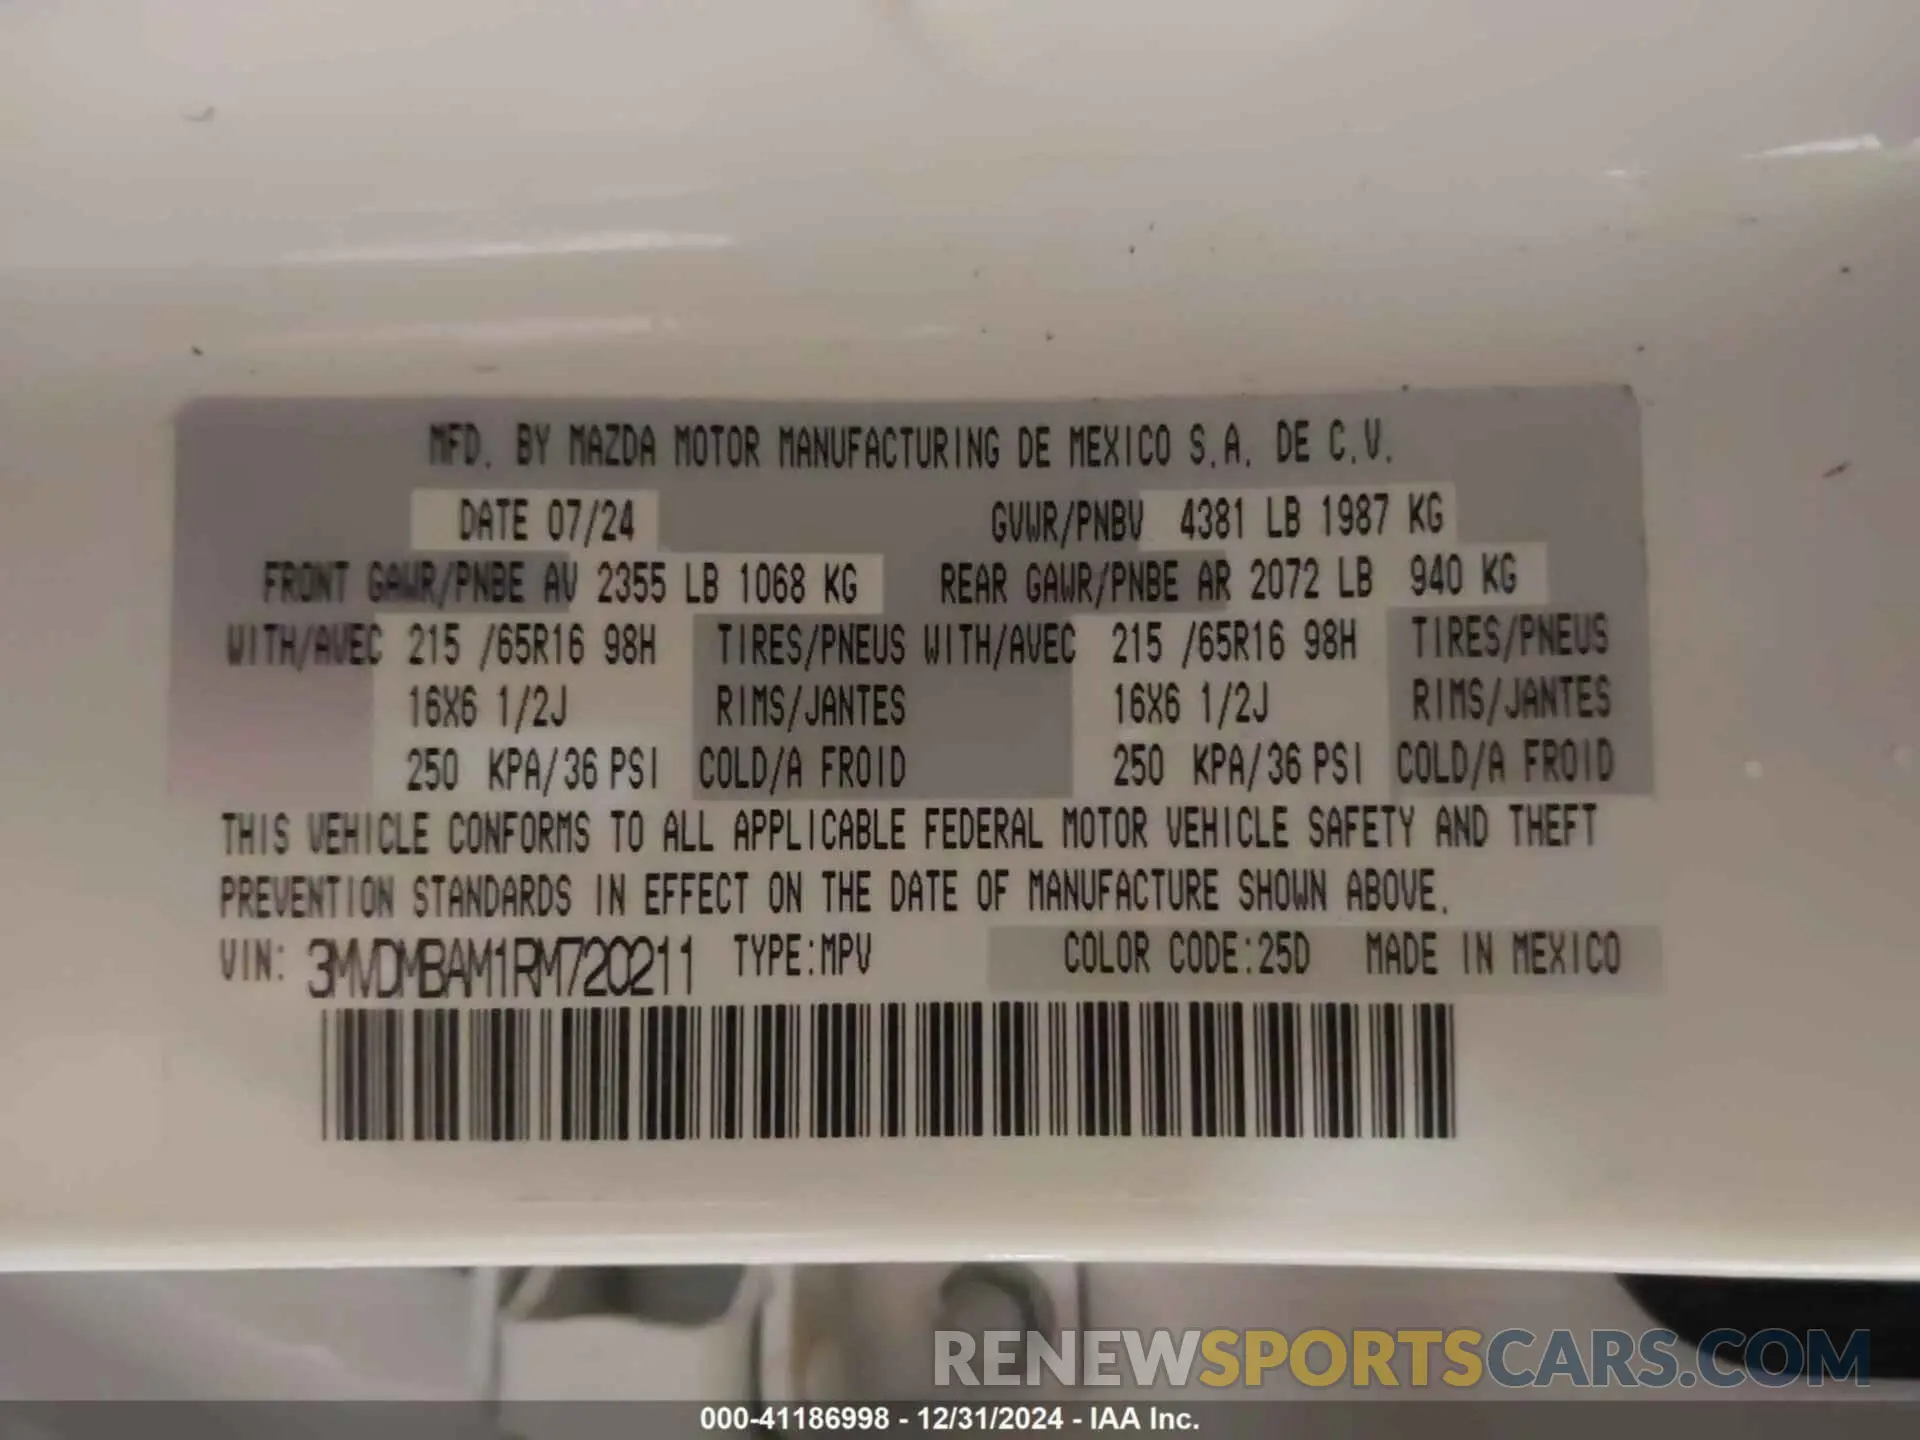 MFD. BY MAZDA MOTOR MANUFACTURING DE MEXICO S.A. DE C.V.
DATE 07/24 GVWR/PNBV 4381 LB 1987 KG
FRONT GAWR/PNBE AV 2355 LB 1068 KG REAR GAWR/PNBE AR 2072 LB 940 KG
WITH/AVEC 215 /65R16 98H TIRES/PNEUS WITH/AVEC 215 /65R16 98H TIRES/PNEUS
16X6 1/2J RIMS/JANTES 16X6 1/2J RIMS/JANTES
250 KPA/36 PSI COLD/A FROID 250 KPA/36 PSI COLD/A FROID
THIS VEHICLE CONFORMS TO ALL APPLICABLE FEDERAL MOTOR VEHICLE SAFETY AND THEFT
PREVENTION STANDARDS IN EFFECT ON THE DATE OF MANUFACTURE SHOWN ABOVE.
VIN: 3MVDMBAM1RM720211 TYPE:MPV COLOR CODE:25D MADE IN MEXICO
RENEWSPORTSCARS.COM
000-41186998 - 12/31/2024 - IAA Inc.